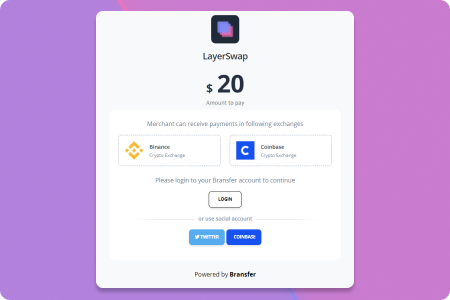 LayerSwap
$ 20
Amount to pay
Merchant can receive payments in following exchanges
Binance
Crypto Exchange
Coinbase
Crypto Exchange
Please login to your Bransfer account to continue
LOGIN
or use social account
TWITTER
COINBASE
Powered by Bransfer